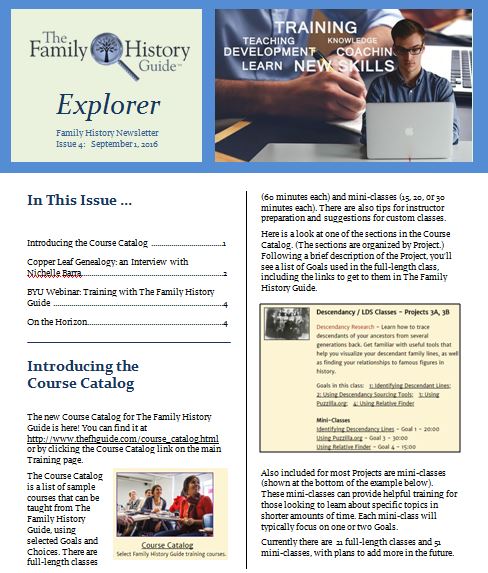 The
Family History
Guide™
Explorer
Family History Newsletter
Issue 4: September 1, 2016
TRAINING
TEACHING KNOWLEDGE
DEVELOPMENT COACHIN
LEARN NEW SKILLS
In This Issue ...
Introducing the Course Catalog ..............................1
Copper Leaf Genealogy: an Interview with
Nichelle Barra..........................................................2
BYU Webinar: Training with The Family History
Guide ......................................................................4
On the Horizon.......................................................4
Introducing the
Course Catalog
The new Course Catalog for The Family History
Guide is here! You can find it at
http://www.thefhguide.com/course_catalog.html
or by clicking the Course Catalog link on the main
Training page.
The Course Catalog
is a list of sample
courses that can be
taught from The
Family History
Guide, using
selected Goals and
Choices. There are
full-length classes
Course Catalog
Select Family History Guide training courses.
(60 minutes each) and mini-classes (15, 20, or 30
minutes each). There are also tips for instructor
preparation and suggestions for custom classes.
Here is a look at one of the sections in the Course
Catalog. (The sections are organized by Project.)
Following a brief description of the Project, you'll
see a list of Goals used in the full-length class,
including the links to get to them in The Family
History Guide.
Descendancy / LDS Classes – Projects 3A, 3B
Descendancy Research – Learn how to trace
descendants of your ancestors from several
generations back. Get familiar with useful tools that
help you visualize your descendant family lines, as well
as finding your relationships to famous figures in
history.
Goals in this class: 1: Identifying Descendant Lines;
2: Using Descendancy Sourcing Tools; 3: Using
Puzzilla.org; 4: Using Relative Finder
Mini-Classes
Identifying Descendancy Lines – Goal 1 – 20:00
Using Puzzilla.org – Goal 3 – 30:00
Using Relative Finder – Goal 4 – 15:00
Also included for most Projects are mini-classes
(shown at the bottom of the example below).
These mini-classes can provide helpful training for
those looking to learn about specific topics in
shorter amounts of time. Each mini-class will
typically focus on one or two Goals.
Currently there are 21 full-length classes and 51
mini-classes, with plans to add more in the future.